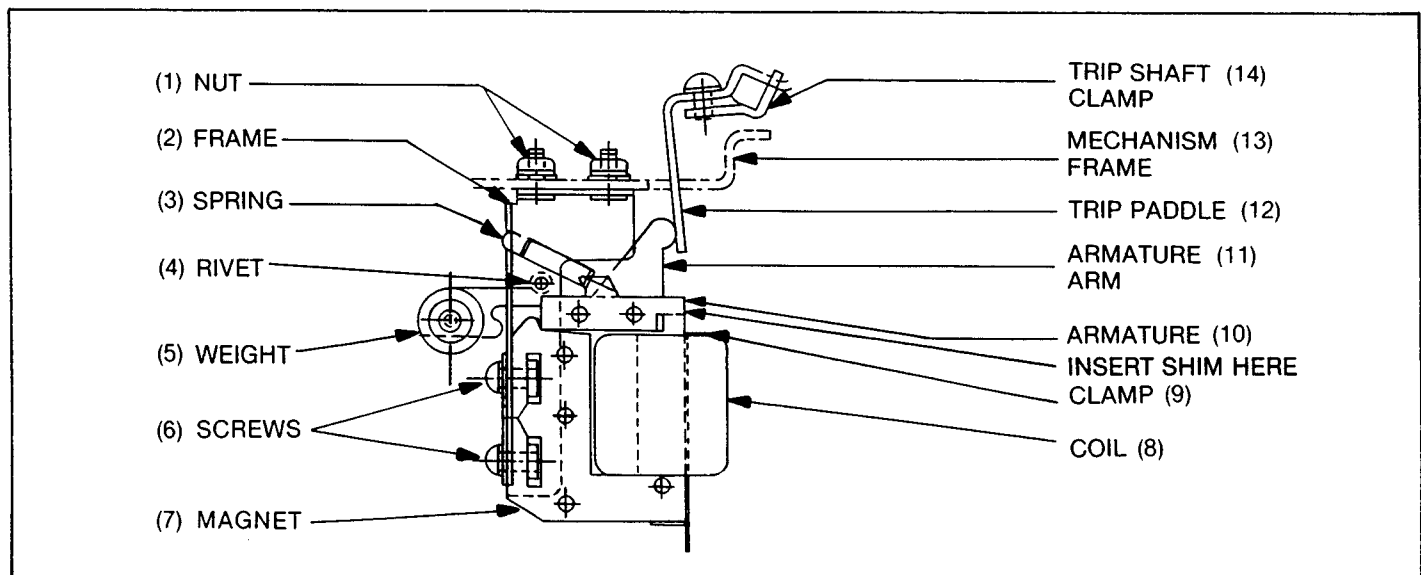 (1) NUT
(2) FRAME
(3) SPRING
(4) RIVET
(5) WEIGHT
(6) SCREWS
(7) MAGNET
TRIP SHAFT (14)
CLAMP
MECHANISM (13)
FRAME
TRIP PADDLE (12)
ARMATURE (11)
ARM
ARMATURE (10)
INSERT SHIM HERE
CLAMP (9)
COIL (8)